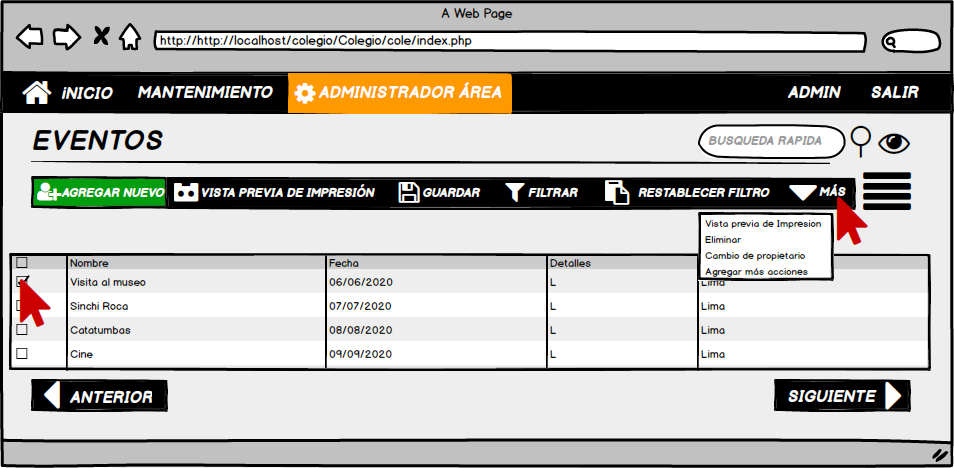 A Web Page
http://http://localhost/colegio/Colegio/cole/index.php
iNICIO MANTENIMIENTO ADMINISTRADOR ÁREA ADMIN SALIR
EVENTOS
BUSQUEDA RAPIDA
AGREGAR NUEVO VISTA PREVIA DE IMPRESIÓN GUARDAR FILTRAR RESTABLECER FILTRO MÁS
Vista previa de Impresion
Eliminar
Cambio de propietario
Agregar más acciones
Nombre Fecha Detalles
Visita al museo 06/06/2020 L Lima
Sinchi Roca 07/07/2020 L Lima
Catatumbas 08/08/2020 L Lima
Cine 09/09/2020 L Lima
ANTERIOR SIGUIENTE